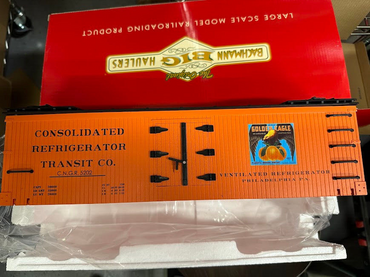 LARGE SCALE MODEL RAILROADING PRODUCT
The Original
BIG
BACHMANN HAULERS
CONSOLIDATED
REFRIGERATOR
TRANSIT CO.
GOLDEN EAGLE
VENTILATED REFRIGERATOR
PHILADELPHIA PA.